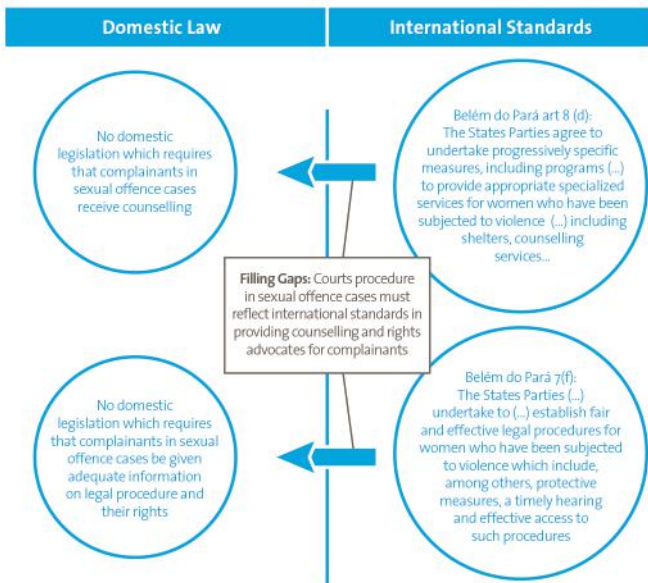 Domestic Law
International Standards
No domestic
legislation which requires
that complainants in
sexual offence cases
receive counselling
Belém do Pará art 8 (d):
The States Parties agree to
undertake progressively specific
measures, including programs (...)
to provide appropriate specialized
services for women who have been
subjected to violence (...) including
shelters, counselling
services...
Filling Gaps: Courts procedure
in sexual offence cases must
reflect international standards in
providing counselling and rights
advocates for complainants
No domestic
legislation which requires
that complainants in sexual
offence cases be given
adequate information
on legal procedure and
their rights
Belém do Pará 7(f):
The States Parties (...)
undertake to (...) establish fair
and effective legal procedures for
women who have been subjected
to violence which include,
among others, protective
measures, a timely hearing
and effective access to
such procedures